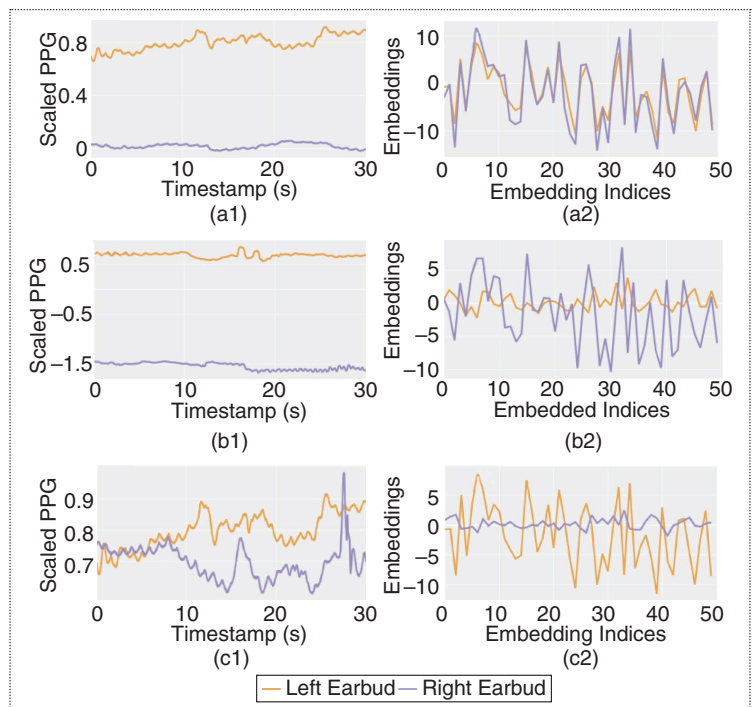 Scaled PPG
0.8
0.4
0
0 10 20 30
Timestamp (s)
(a1)
Embeddings
10
0
−10
0 10 20 30 40 50
Embedding Indices
(a2)
Scaled PPG
0.5
−0.5
−1.5
0 10 20 30
Timestamp (s)
(b1)
Embeddings
5
0
−5
−10
0 10 20 30 40 50
Embedded Indices
(b2)
Scaled PPG
0.9
0.8
0.7
0 10 20 30
Timestamp (s)
(c1)
Embeddings
5
0
−5
−10
0 10 20 30 40 50
Embedding Indices
(c2)
Left Earbud Right Earbud